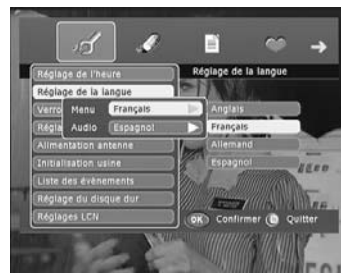 Réglage de l'heure
Réglage de la langue
Réglage de la langue
Verro
Menu
Français
Anglais
Français
Régla
Audio
Espagnol
Allemand
Alimentation antenne
Espagnol
Initialisation usine
Liste des évènements
Réglage du disque dur
Réglages LCN
OK Confirmer
Quitter